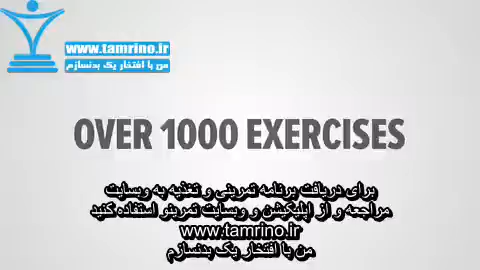 www.tamrino.ir
من با افتخار یک بدنسازم
OVER 1000 EXERCISES
برای دریافت برنامه تمرینی و تغذیه به وبسایت
مراجعه و از اپلیکشن و وبسایت تمرینو استفاده کنید
www.tamrino.ir
من با افتخار یک بدنسازم